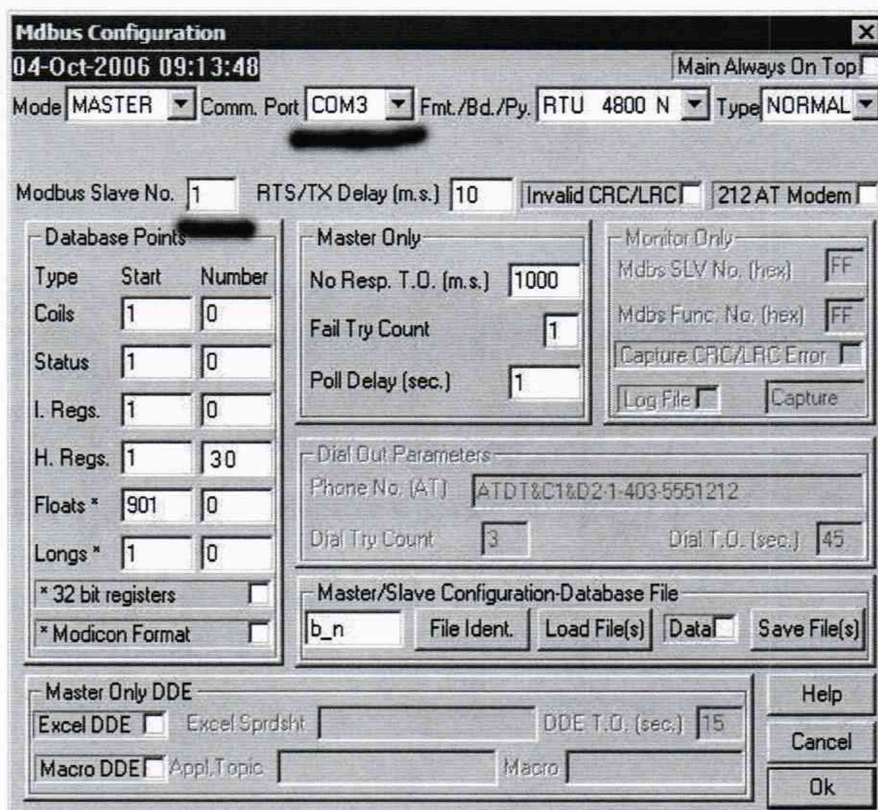 Mdbus Configuration
04-Oct-2006 09:13:48
Main Always On Top
Mode MASTER Comm. Port COM3 Fmt./Bd./Py. RTU 4800 N Type NORMAL
Modbus Slave No. 1 RTS/TX Delay (m.s.) 10 Invalid CRC/LRC 212 AT Modem
Database Points
Type Start Number
Coils 1 0
Status 1 0
I. Regs. 1 0
H. Regs. 1 30
Floats * 901 0
Longs * 1 0
* 32 bit registers
* Modicon Format
Master Only
No Resp. T.O. (m.s.) 1000
Fail Try Count 1
Poll Delay (sec.) 1
Monitor Only
Mdbs SLV No. (hex) FF
Mdbs Func. No. (hex) FF
Capture CRC/LRC Error
Log File Capture
Dial Out Parameters
Phone No. (AT) ATDT&C1&D2-1-403-5551212
Dial Try Count 3 Dial T.O. (sec.) 45
Master/Slave Configuration-Database File
b_n File Ident. Load File(s) Data Save File(s)
Master Only DDE
Excel DDE Excel Sprdsht DDE T.O. (sec.) 15
Macro DDE Appl,Topic Macro
Help
Cancel
Ok